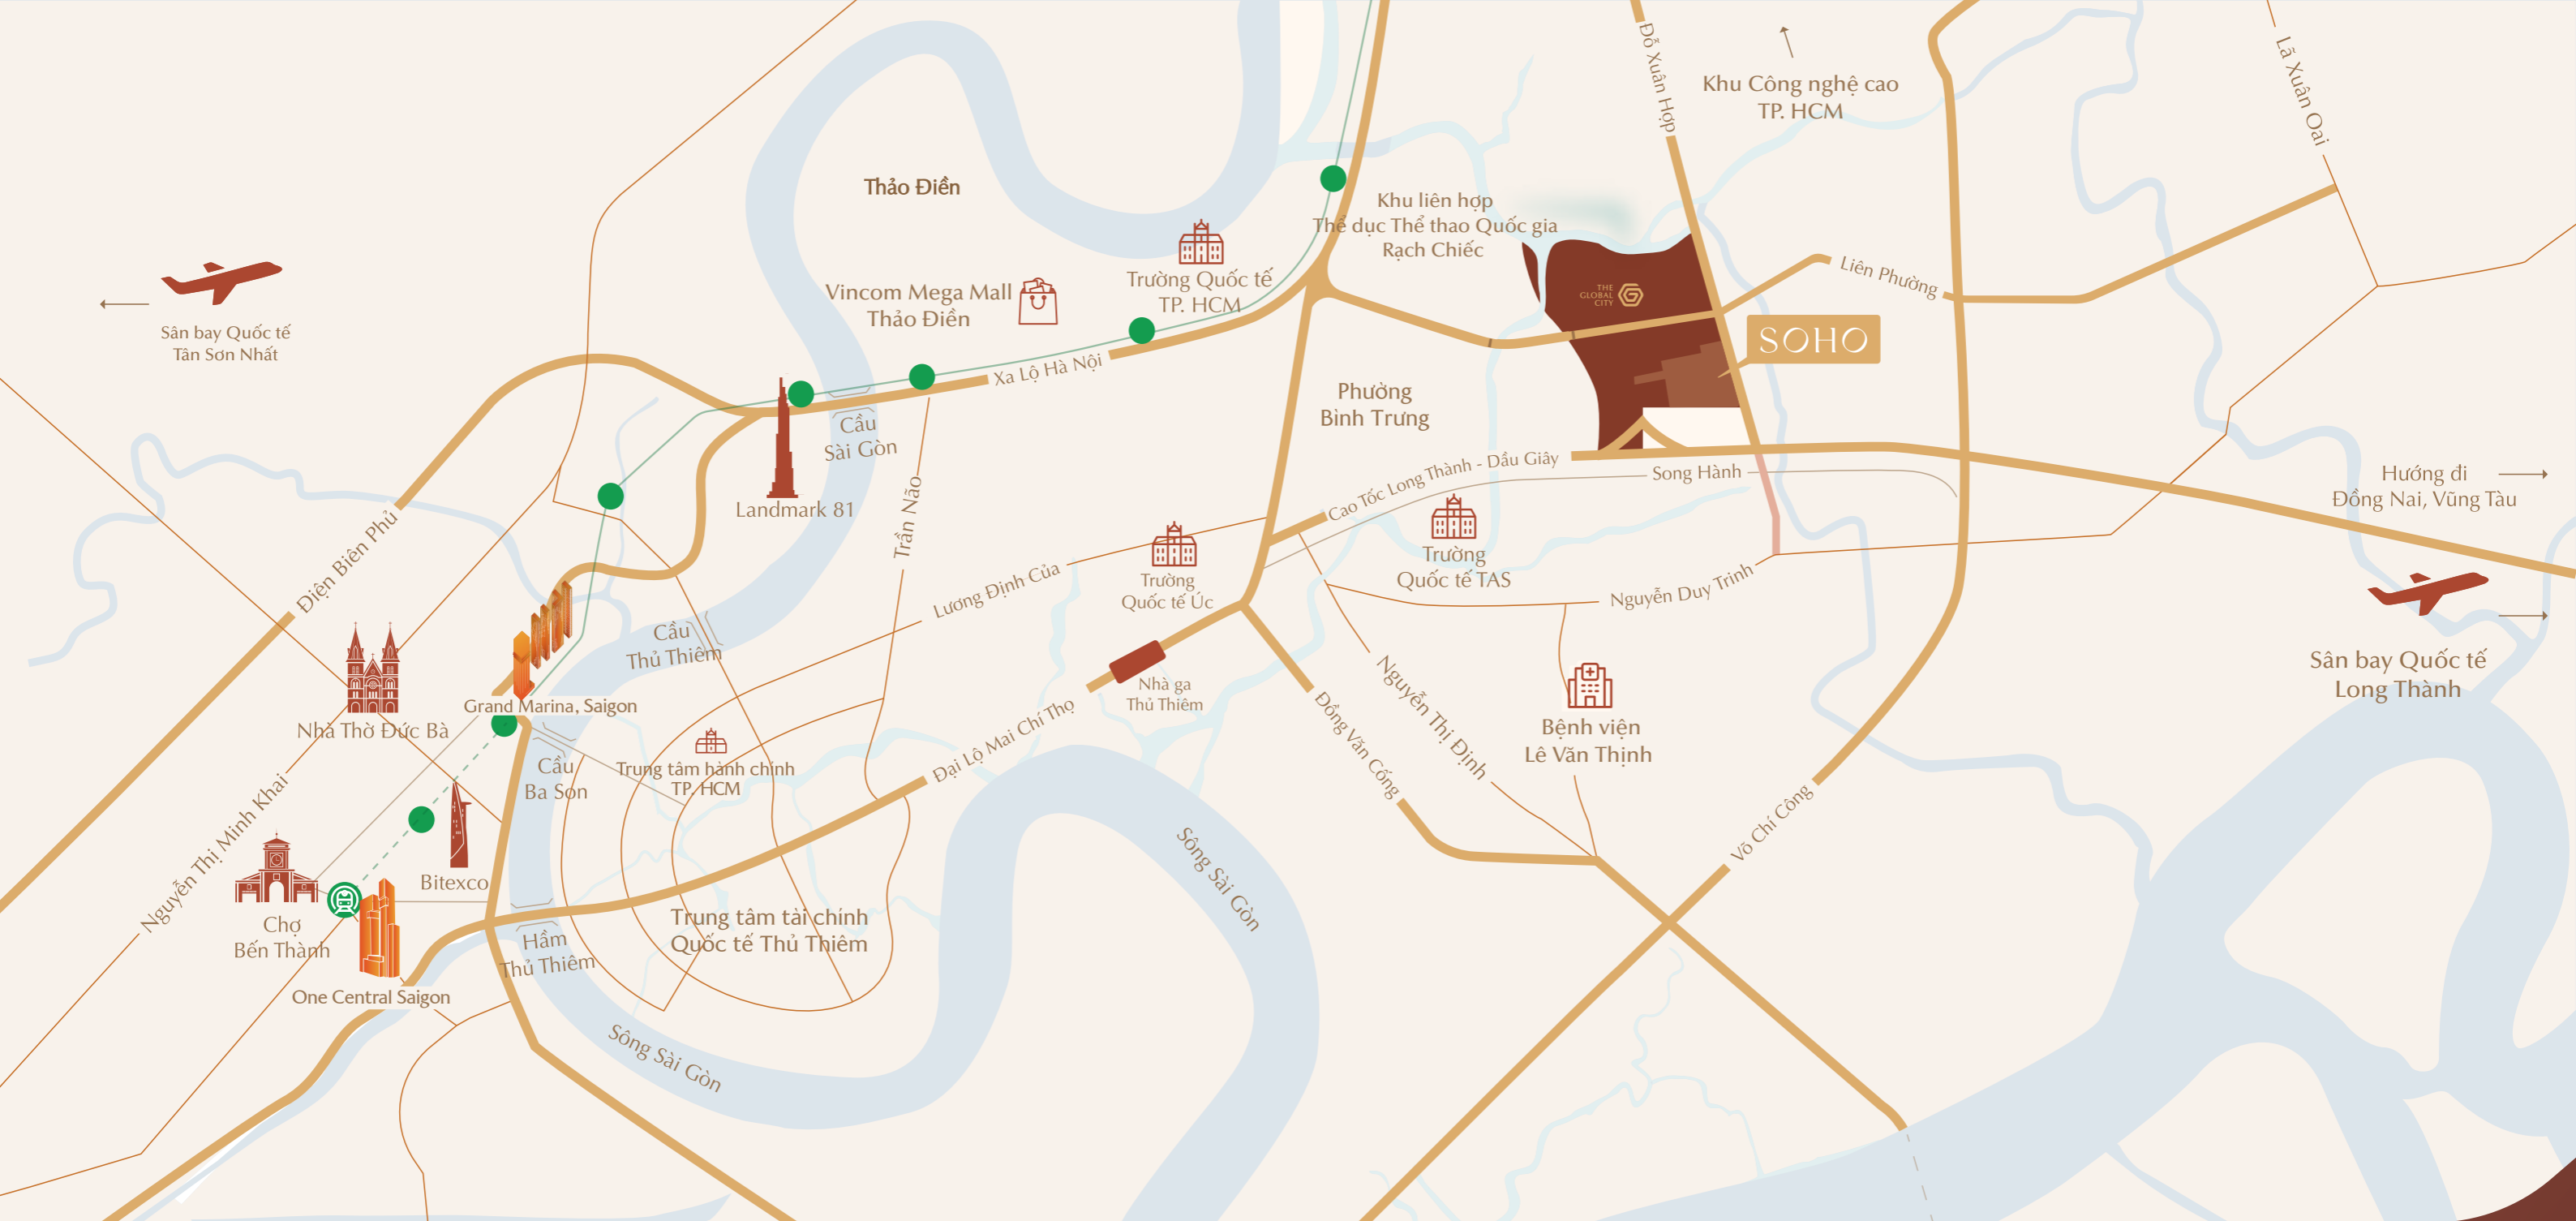 Đỗ Xuân Hợp
Lã Xuân Oai
Khu Công nghệ cao
TP. HCM
Thảo Điền
Khu liên hợp
Thể dục Thể thao Quốc gia
Rạch Chiếc
Trường Quốc tế
TP. HCM
Vincom Mega Mall
Thảo Điền
Liên Phường
THE
GLOBAL
CITY
SOHO
Sân bay Quốc tế
Tân Sơn Nhất
Xa Lộ Hà Nội
Phường
Bình Trưng
Cầu
Sài Gòn
Landmark 81
Trần Não
Cao Tốc Long Thành - Dầu Giây
Song Hành
Hướng đi
Đồng Nai, Vũng Tàu
Điện Biên Phủ
Trường
Quốc tế TAS
Trường
Quốc tế Úc
Lương Định Của
Nguyễn Duy Trinh
Cầu
Thủ Thiêm
Sân bay Quốc tế
Long Thành
Nhà ga
Thủ Thiêm
Grand Marina, Saigon
Nhà Thờ Đức Bà
Nguyễn Thị Định
Đồng Văn Cống
Bệnh viện
Lê Văn Thịnh
Đại Lộ Mai Chí Thọ
Cầu
Ba Son
Trung tâm hành chính
TP. HCM
Nguyễn Thị Minh Khai
Võ Chí Công
Sông Sài Gòn
Bitexco
Chợ
Bến Thành
Trung tâm tài chính
Quốc tế Thủ Thiêm
Hầm
Thủ Thiêm
One Central Saigon
Sông Sài Gòn